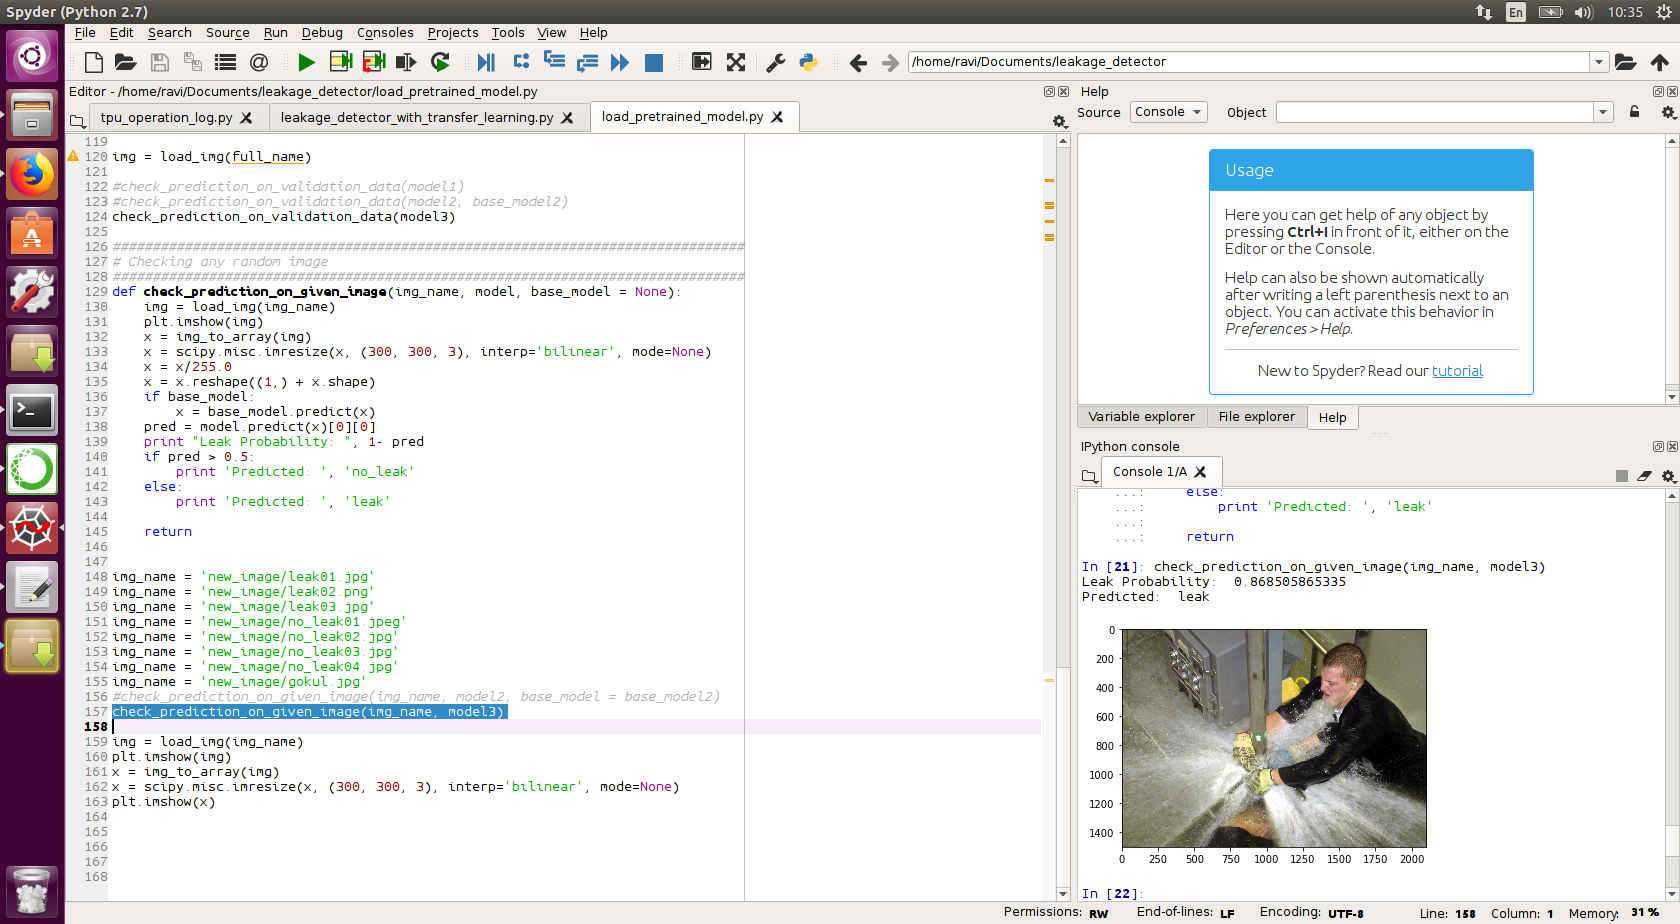 Spyder (Python 2.7)
En
10:35
File Edit Search Source Run Debug Consoles Projects Tools View Help
/home/ravi/Documents/leakage_detector
Editor - /home/ravi/Documents/leakage_detector/load_pretrained_model.py
tpu_operation_log.py
leakage_detector_with_transfer_learning.py
load_pretrained_model.py
119
120 img = load_img(full_name)
121
122 #check_prediction_on_validation_data(model1)
123 #check_prediction_on_validation_data(model2, base_model2)
124 check_prediction_on_validation_data(model3)
125
126 ###############################################################################
127 # Checking any random image
128 ###############################################################################
129 def check_prediction_on_given_image(img_name, model, base_model = None):
130     img = load_img(img_name)
131     plt.imshow(img)
132     x = img_to_array(img)
133     x = scipy.misc.imresize(x, (300, 300, 3), interp='bilinear', mode=None)
134     x = x/255.0
135     x = x.reshape((1,) + x.shape)
136     if base_model:
137         x = base_model.predict(x)
138     pred = model.predict(x)[0][0]
139     print "Leak Probability: ", 1- pred
140     if pred > 0.5:
141         print 'Predicted: ', 'no_leak'
142     else:
143         print 'Predicted: ', 'leak'
144
145     return
146
147
148 img_name = 'new_image/leak01.jpg'
149 img_name = 'new_image/leak02.png'
150 img_name = 'new_image/leak03.jpg'
151 img_name = 'new_image/no_leak01.jpeg'
152 img_name = 'new_image/no_leak02.jpg'
153 img_name = 'new_image/no_leak03.jpg'
154 img_name = 'new_image/no_leak04.jpg'
155 img_name = 'new_image/gokul.jpg'
156 #check_prediction_on_given_image(img_name, model2, base_model = base_model2)
157 check_prediction_on_given_image(img_name, model3)
158
159 img = load_img(img_name)
160 plt.imshow(img)
161 x = img_to_array(img)
162 x = scipy.misc.imresize(x, (300, 300, 3), interp='bilinear', mode=None)
163 plt.imshow(x)
164
165
166
167
168
Help
Source Console Object
Usage
Here you can get help of any object by
pressing Ctrl+I in front of it, either on the
Editor or the Console.
Help can also be shown automatically
after writing a left parenthesis next to an
object. You can activate this behavior in
Preferences > Help.
New to Spyder? Read our tutorial
Variable explorer File explorer Help
IPython console
Console 1/A
...:     else:
...:         print 'Predicted: ', 'leak'
...:
...:     return
In [21]: check_prediction_on_given_image(img_name, model3)
Leak Probability:  0.868505865335
Predicted:  leak
0
200
400
600
800
1000
1200
1400
0 250 500 750 1000 1250 1500 1750 2000
In [22]:
Permissions: RW End-of-lines: LF Encoding: UTF-8 Line: 158 Column: 1 Memory: 31 %